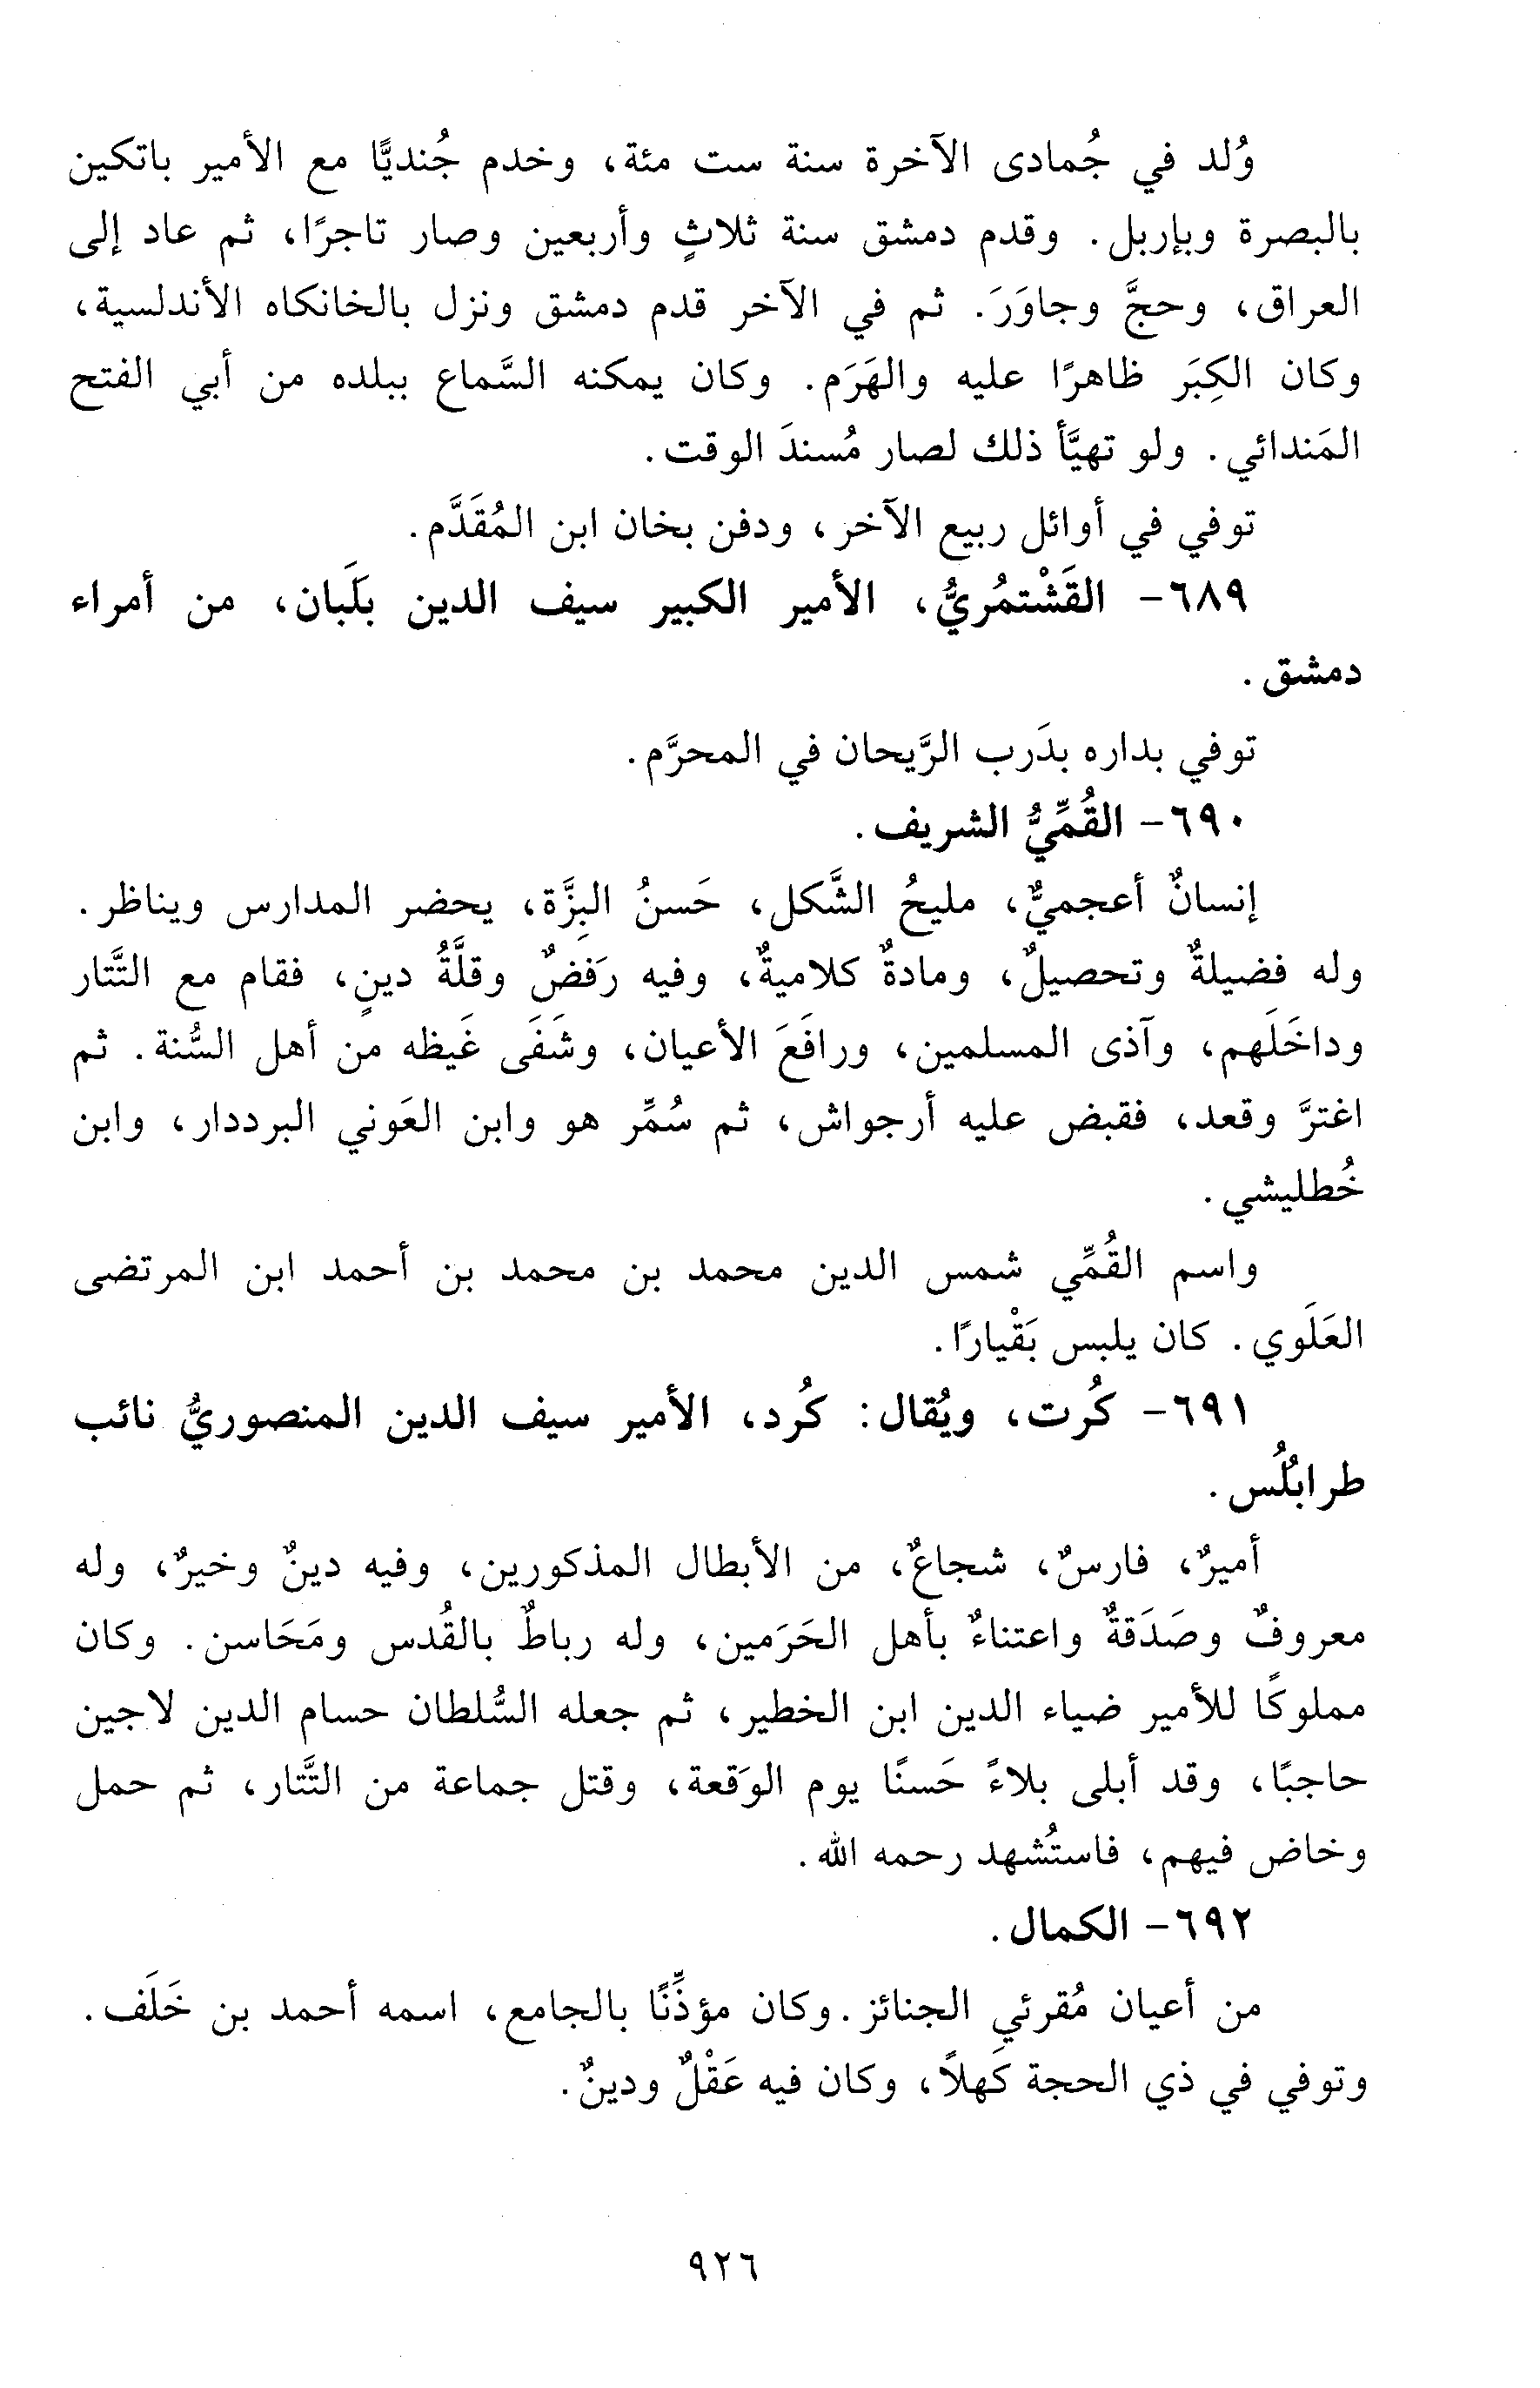 وُلد في جُمادى الآخرة سنة ست مئة، وخدم جُنديًّا مع الأمير باتكين
بالبصرة وبإربل. وقدم دمشق سنة ثلاثٍ وأربعين وصار تاجرًا، ثم عاد إلى
العراق، وحجَّ وجاوَرَ. ثم في الآخر قدم دمشق ونزل بالخانكاه الأندلسية،
وكان الكِبَر ظاهرًا عليه والهَرَم. وكان يمكنه السَّماع ببلده من أبي الفتح
المَندائي. ولو تهيَّأ ذلك لصار مُسندَ الوقت.
توفي في أوائل ربيع الآخر، ودفن بخان ابن المُقَدَّم.
٦٨٩- القَشْتمُريُّ، الأمير الكبير سيف الدين بلَبان، من أمراء
دمشق.
توفي بداره بدَرب الرَّيحان في المحرَّم.
٦٩٠- القُمِّيُّ الشريف.
إنسانٌ أعجميٌّ، مليحُ الشَّكل، حَسنُ البِزَّة، يحضر المدارس ويناظر.
وله فضيلةٌ وتحصيلٌ، ومادةٌ كلاميةٌ، وفيه رَفضٌ وقلَّةُ دينٍ، فقام مع التَّتار
وداخَلَهم، وآذى المسلمين، ورافَعَ الأعيان، وشَفَى غَيظه من أهل السُّنة. ثم
اغترَّ وقعد، فقبض عليه أرجواش، ثم سُمِّر هو وابن العَوني البرددار، وابن
خُطليشي.
واسم القُمِّي شمس الدين محمد بن محمد بن أحمد ابن المرتضى
العَلَوي. كان يلبس بَقْيارًا.
٦٩١- كُرت، ويُقال: كُرد، الأمير سيف الدين المنصوريُّ نائب
طرابُلُس.
أميرٌ، فارسٌ، شجاعٌ، من الأبطال المذكورين، وفيه دينٌ وخيرٌ، وله
معروفٌ وصَدَقةٌ واعتناءٌ بأهل الحَرَمين، وله رباطٌ بالقُدس ومَحَاسن. وكان
مملوكًا للأمير ضياء الدين ابن الخطير، ثم جعله السُّلطان حسام الدين لاجين
حاجبًا، وقد أبلى بلاءً حَسنًا يوم الوَقعة، وقتل جماعة من التَّتار، ثم حمل
وخاض فيهم، فاستُشهد رحمه الله.
٦٩٢- الكمال.
من أعيان مُقرئي الجنائز. وكان مؤذِّنًا بالجامع، اسمه أحمد بن خَلَف.
وتوفي في ذي الحجة كَهلاً، وكان فيه عَقْلٌ ودينٌ.
٩٢٦